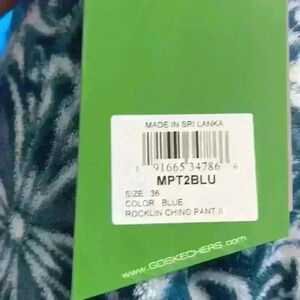 MADE IN SRI LANKA
1 91665 34786 6
MPT2BLU
SIZE : 36
COLOR : BLUE
ROCKLIN CHINO PANT II
WWW.GOSKECHERS.COM